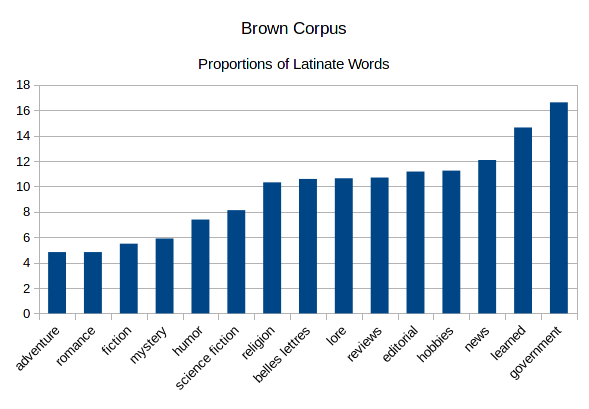 Brown Corpus
Proportions of Latinate Words
18
16
14
12
10
8
6
4
2
0
adventure
romance
fiction
mystery
humor
science fiction
religion
belles lettres
lore
reviews
editorial
hobbies
news
learned
government